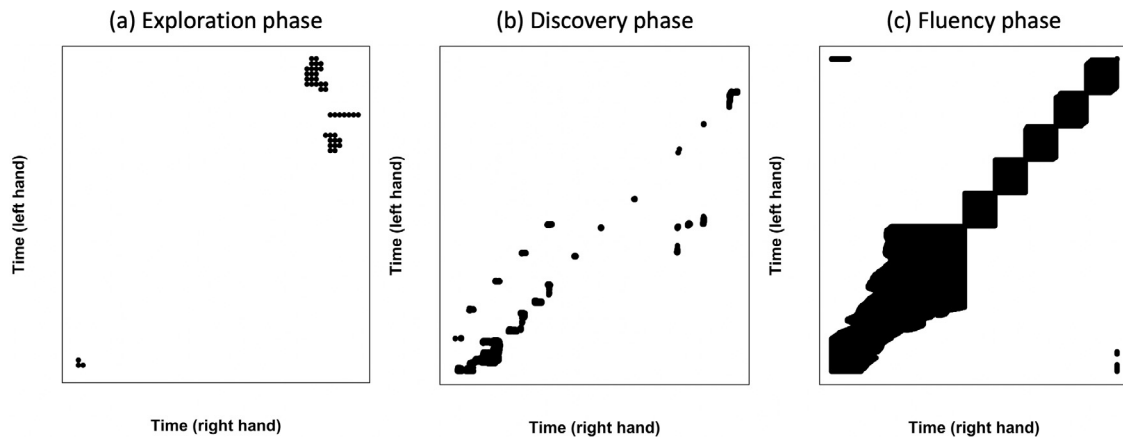 (a) Exploration phase
(b) Discovery phase
(c) Fluency phase
Time (left hand)
Time (left hand)
Time (left hand)
Time (right hand)
Time (right hand)
Time (right hand)